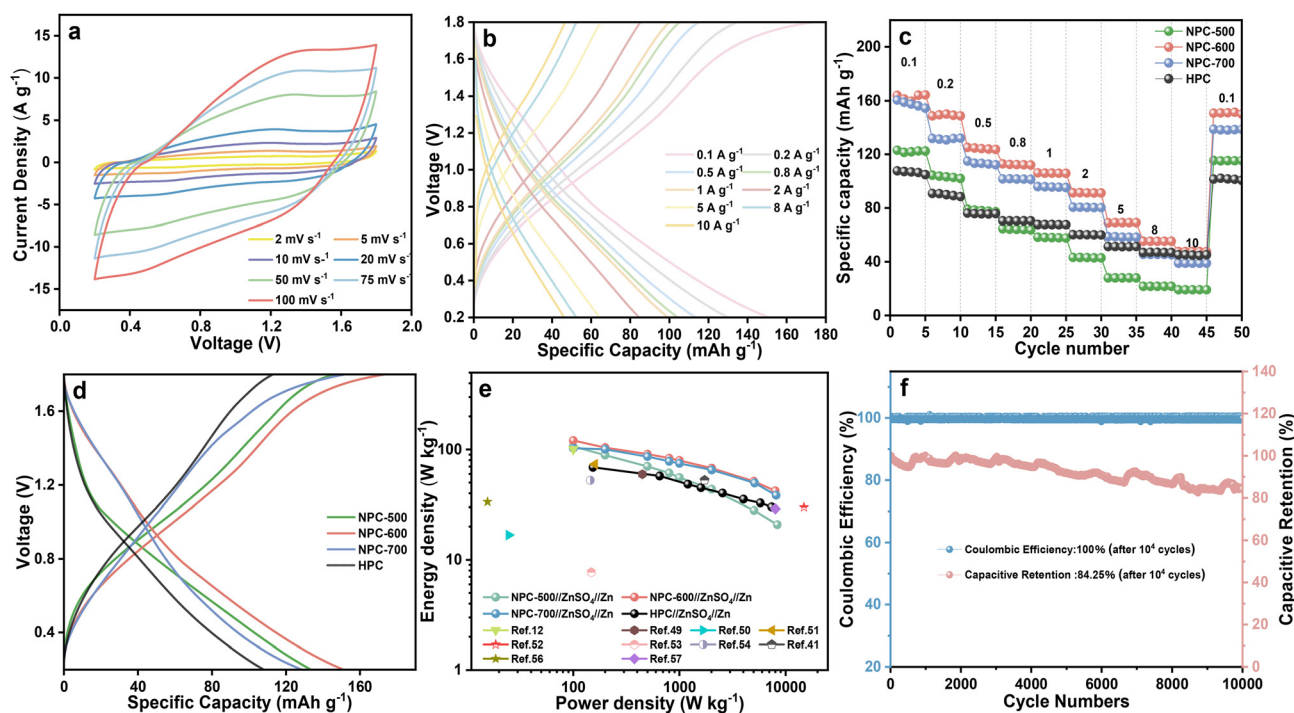 a
15
10
5
0
-5
-10
-15
Current Density (A g-1)
2 mV s-1
5 mV s-1
10 mV s-1
20 mV s-1
50 mV s-1
75 mV s-1
100 mV s-1
0.0 0.4 0.8 1.2 1.6 2.0
Voltage (V)
b
1.8
1.6
1.4
1.2
1.0
0.8
0.6
0.4
0.2
Voltage (V)
0.1 A g-1
0.2 A g-1
0.5 A g-1
0.8 A g-1
1 A g-1
2 A g-1
5 A g-1
8 A g-1
10 A g-1
0 20 40 60 80 100 120 140 160 180
Specific Capacity (mAh g-1)
c
200
160
120
80
40
0
Specific capacity (mAh g-1)
NPC-500
NPC-600
NPC-700
HPC
0.1
0.2
0.5
0.8
1
2
5
8
10
0.1
0 5 10 15 20 25 30 35 40 45 50
Cycle number
d
1.6
1.2
0.8
0.4
Voltage (V)
NPC-500
NPC-600
NPC-700
HPC
0 40 80 120 160
Specific Capacity (mAh g-1)
e
100
10
1
Energy density (W kg-1)
NPC-500//ZnSO4//Zn
NPC-600//ZnSO4//Zn
NPC-700//ZnSO4//Zn
HPC//ZnSO4//Zn
Ref.12
Ref.49
Ref.50
Ref.51
Ref.52
Ref.53
Ref.54
Ref.41
Ref.56
Ref.57
100 1000 10000
Power density (W kg-1)
f
100
90
80
70
60
50
40
30
20
Coulombic Efficiency (%)
Coulombic Efficiency:100% (after 104 cycles)
Capacitive Retention :84.25% (after 104 cycles)
140
120
100
80
60
40
20
0
Capacitive Retention (%)
0 2000 4000 6000 8000 10000
Cycle Numbers